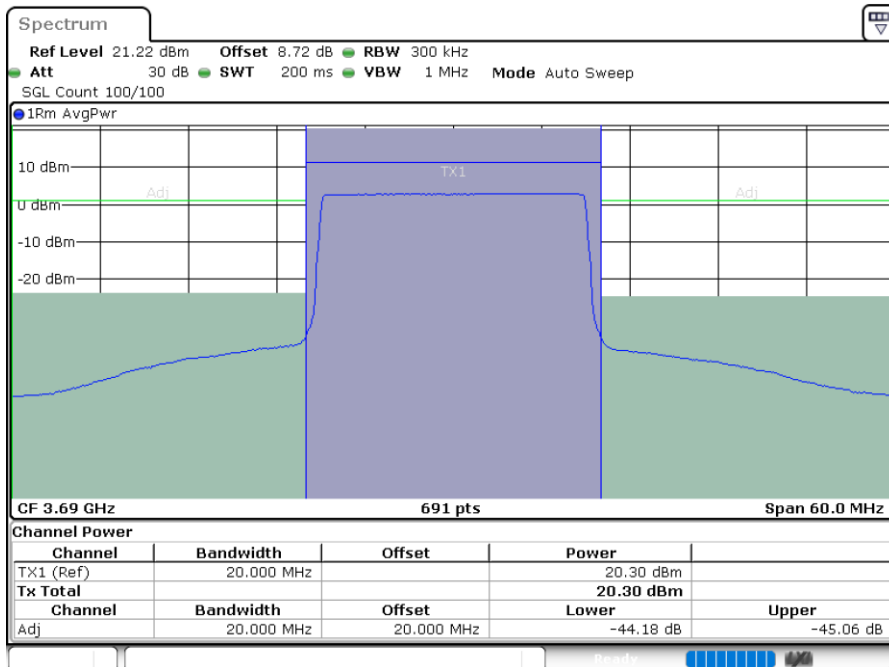 Spectrum
Ref Level 21.22 dBm Offset 8.72 dB RBW 300 kHz
Att 30 dB SWT 200 ms VBW 1 MHz Mode Auto Sweep
SGL Count 100/100
1Rm AvgPwr
10 dBm
TX1
Adj Adj
0 dBm
-10 dBm
-20 dBm
CF 3.69 GHz 691 pts Span 60.0 MHz
Channel Power
Channel Bandwidth Offset Power
TX1 (Ref) 20.000 MHz 20.30 dBm
Tx Total 20.30 dBm
Channel Bandwidth Offset Lower Upper
Adj 20.000 MHz 20.000 MHz -44.18 dB -45.06 dB
Ready